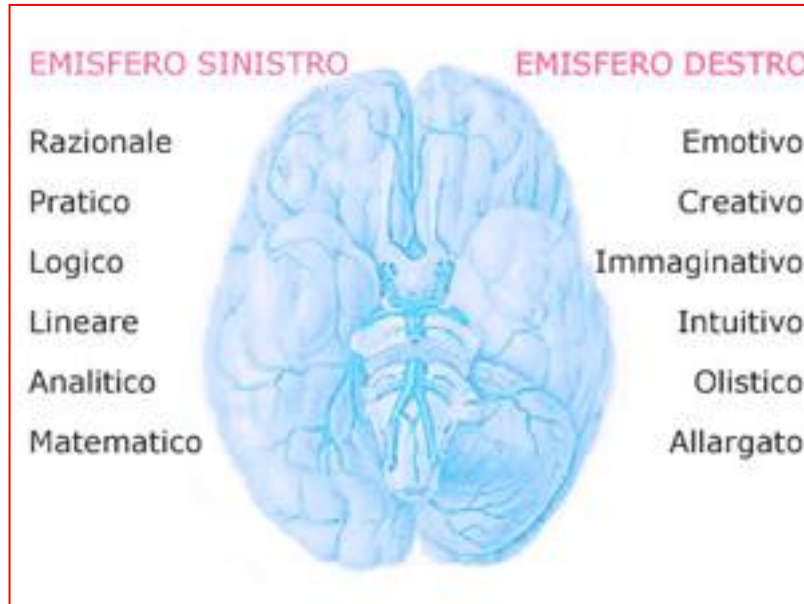 EMISFERO SINISTRO EMISFERO DESTRO
Razionale Emotivo
Pratico Creativo
Logico Immaginativo
Lineare Intuitivo
Analitico Olistico
Matematico Allargato